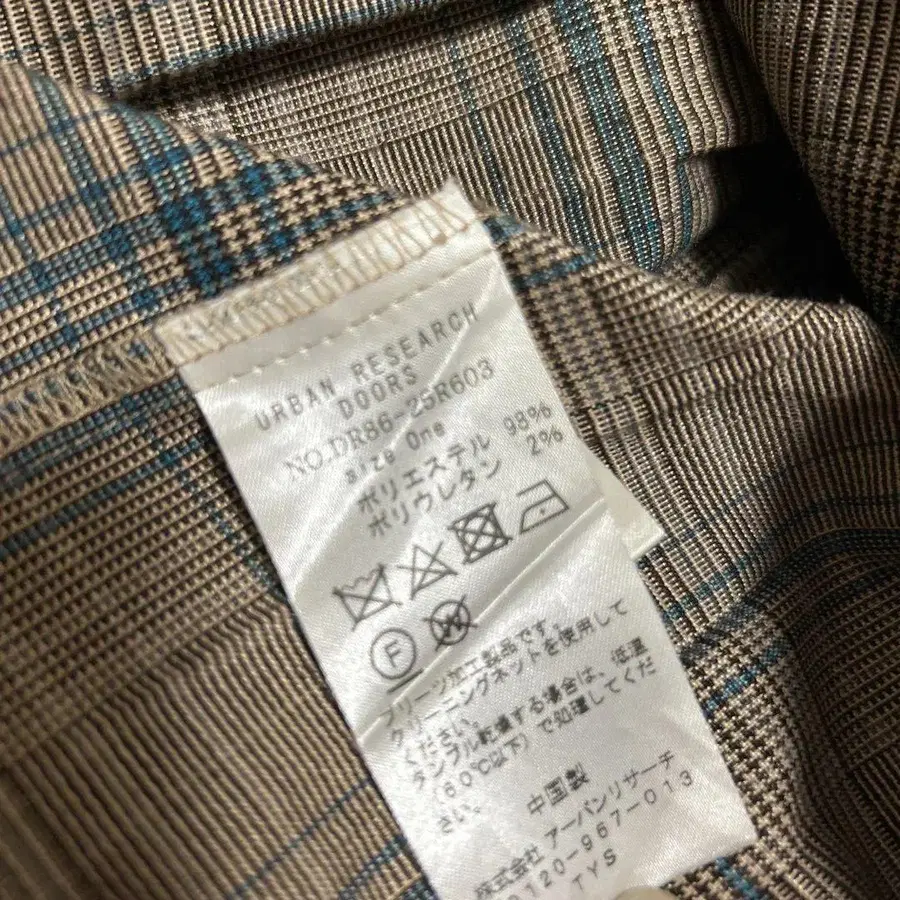 URBAN RESEARCH
DOORS
NO.DR86-25R603
size One
ポリエステル 98%
ポリウレタン 2%
F
W
プリーツ加工製品です。
クリーニングネットを使用して
ください。
タンブル乾燥する場合は、低温
(60℃以下)で処理してくだ
さい。
中国製
株式会社 アーバンリサーチ
0120-967-013
TYS